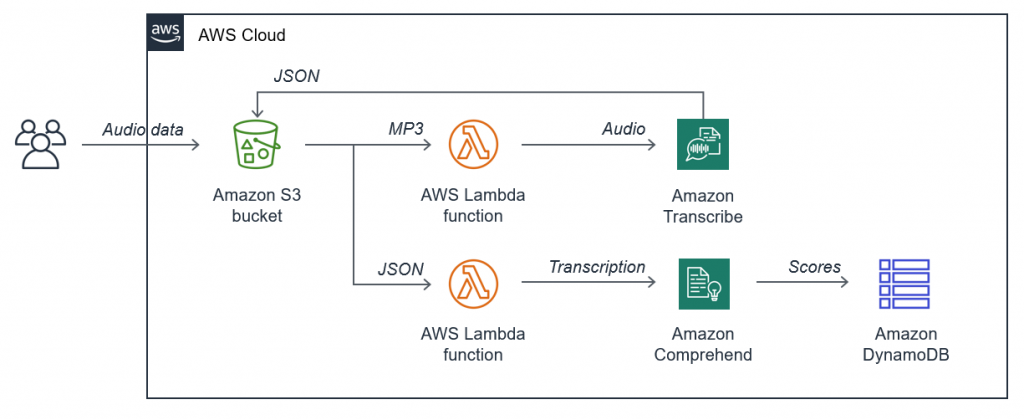 aws
AWS Cloud
JSON
Audio data
MP3
Audio
Amazon S3
bucket
AWS Lambda
function
Amazon
Transcribe
JSON
Transcription
Scores
AWS Lambda
function
Amazon
Comprehend
Amazon
DynamoDB